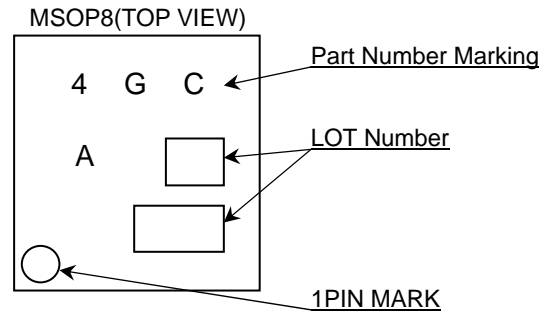 MSOP8(TOP VIEW)
Part Number Marking
4 G C
LOT Number
A
1PIN MARK